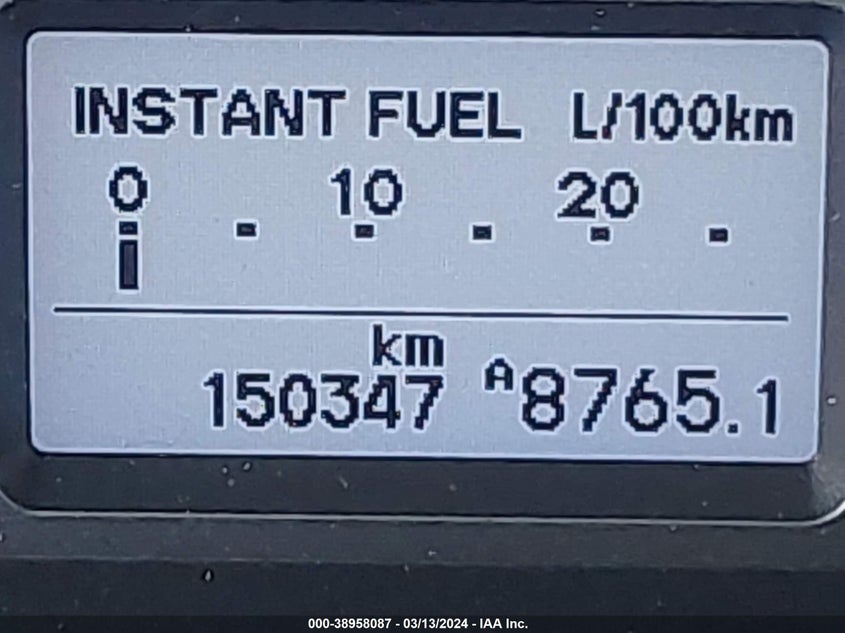 INSTANT FUEL L/100km
0 10 20
km
150347 A8765.1
000-38958087 - 03/13/2024 - IAA Inc.